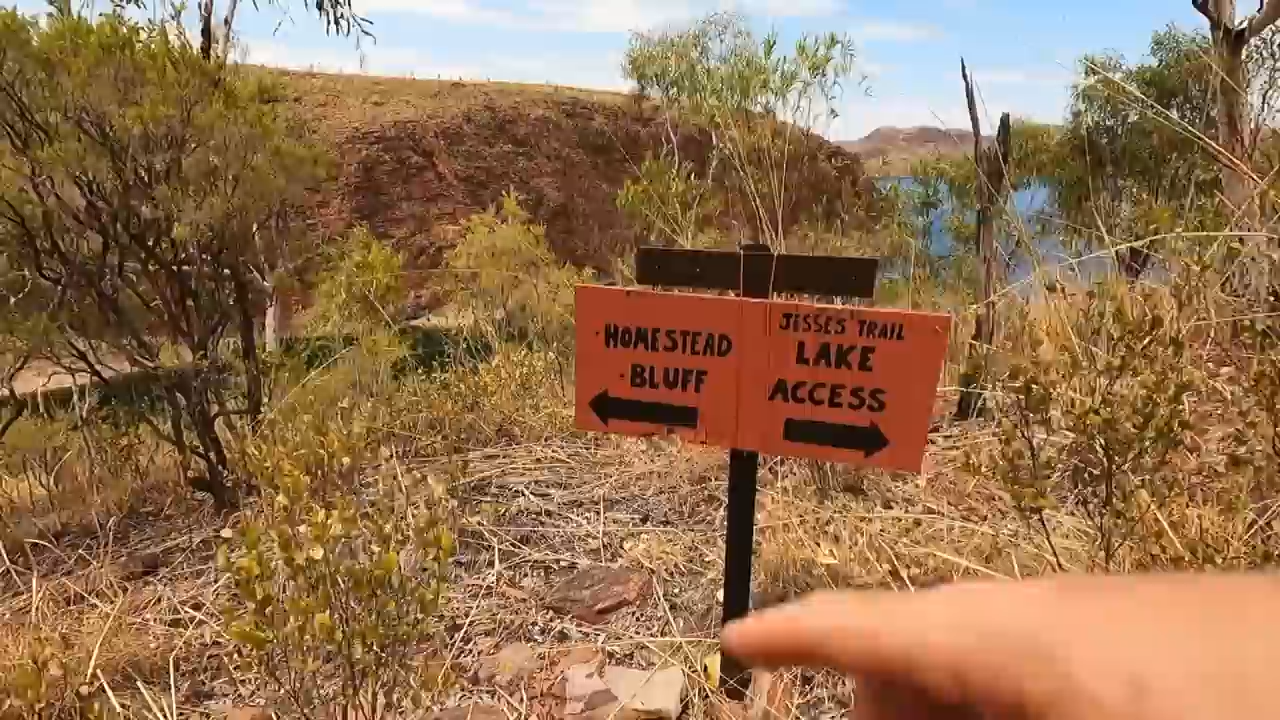 ·HOMESTEAD
·BLUFF
JESSES TRAIL
LAKE
ACCESS